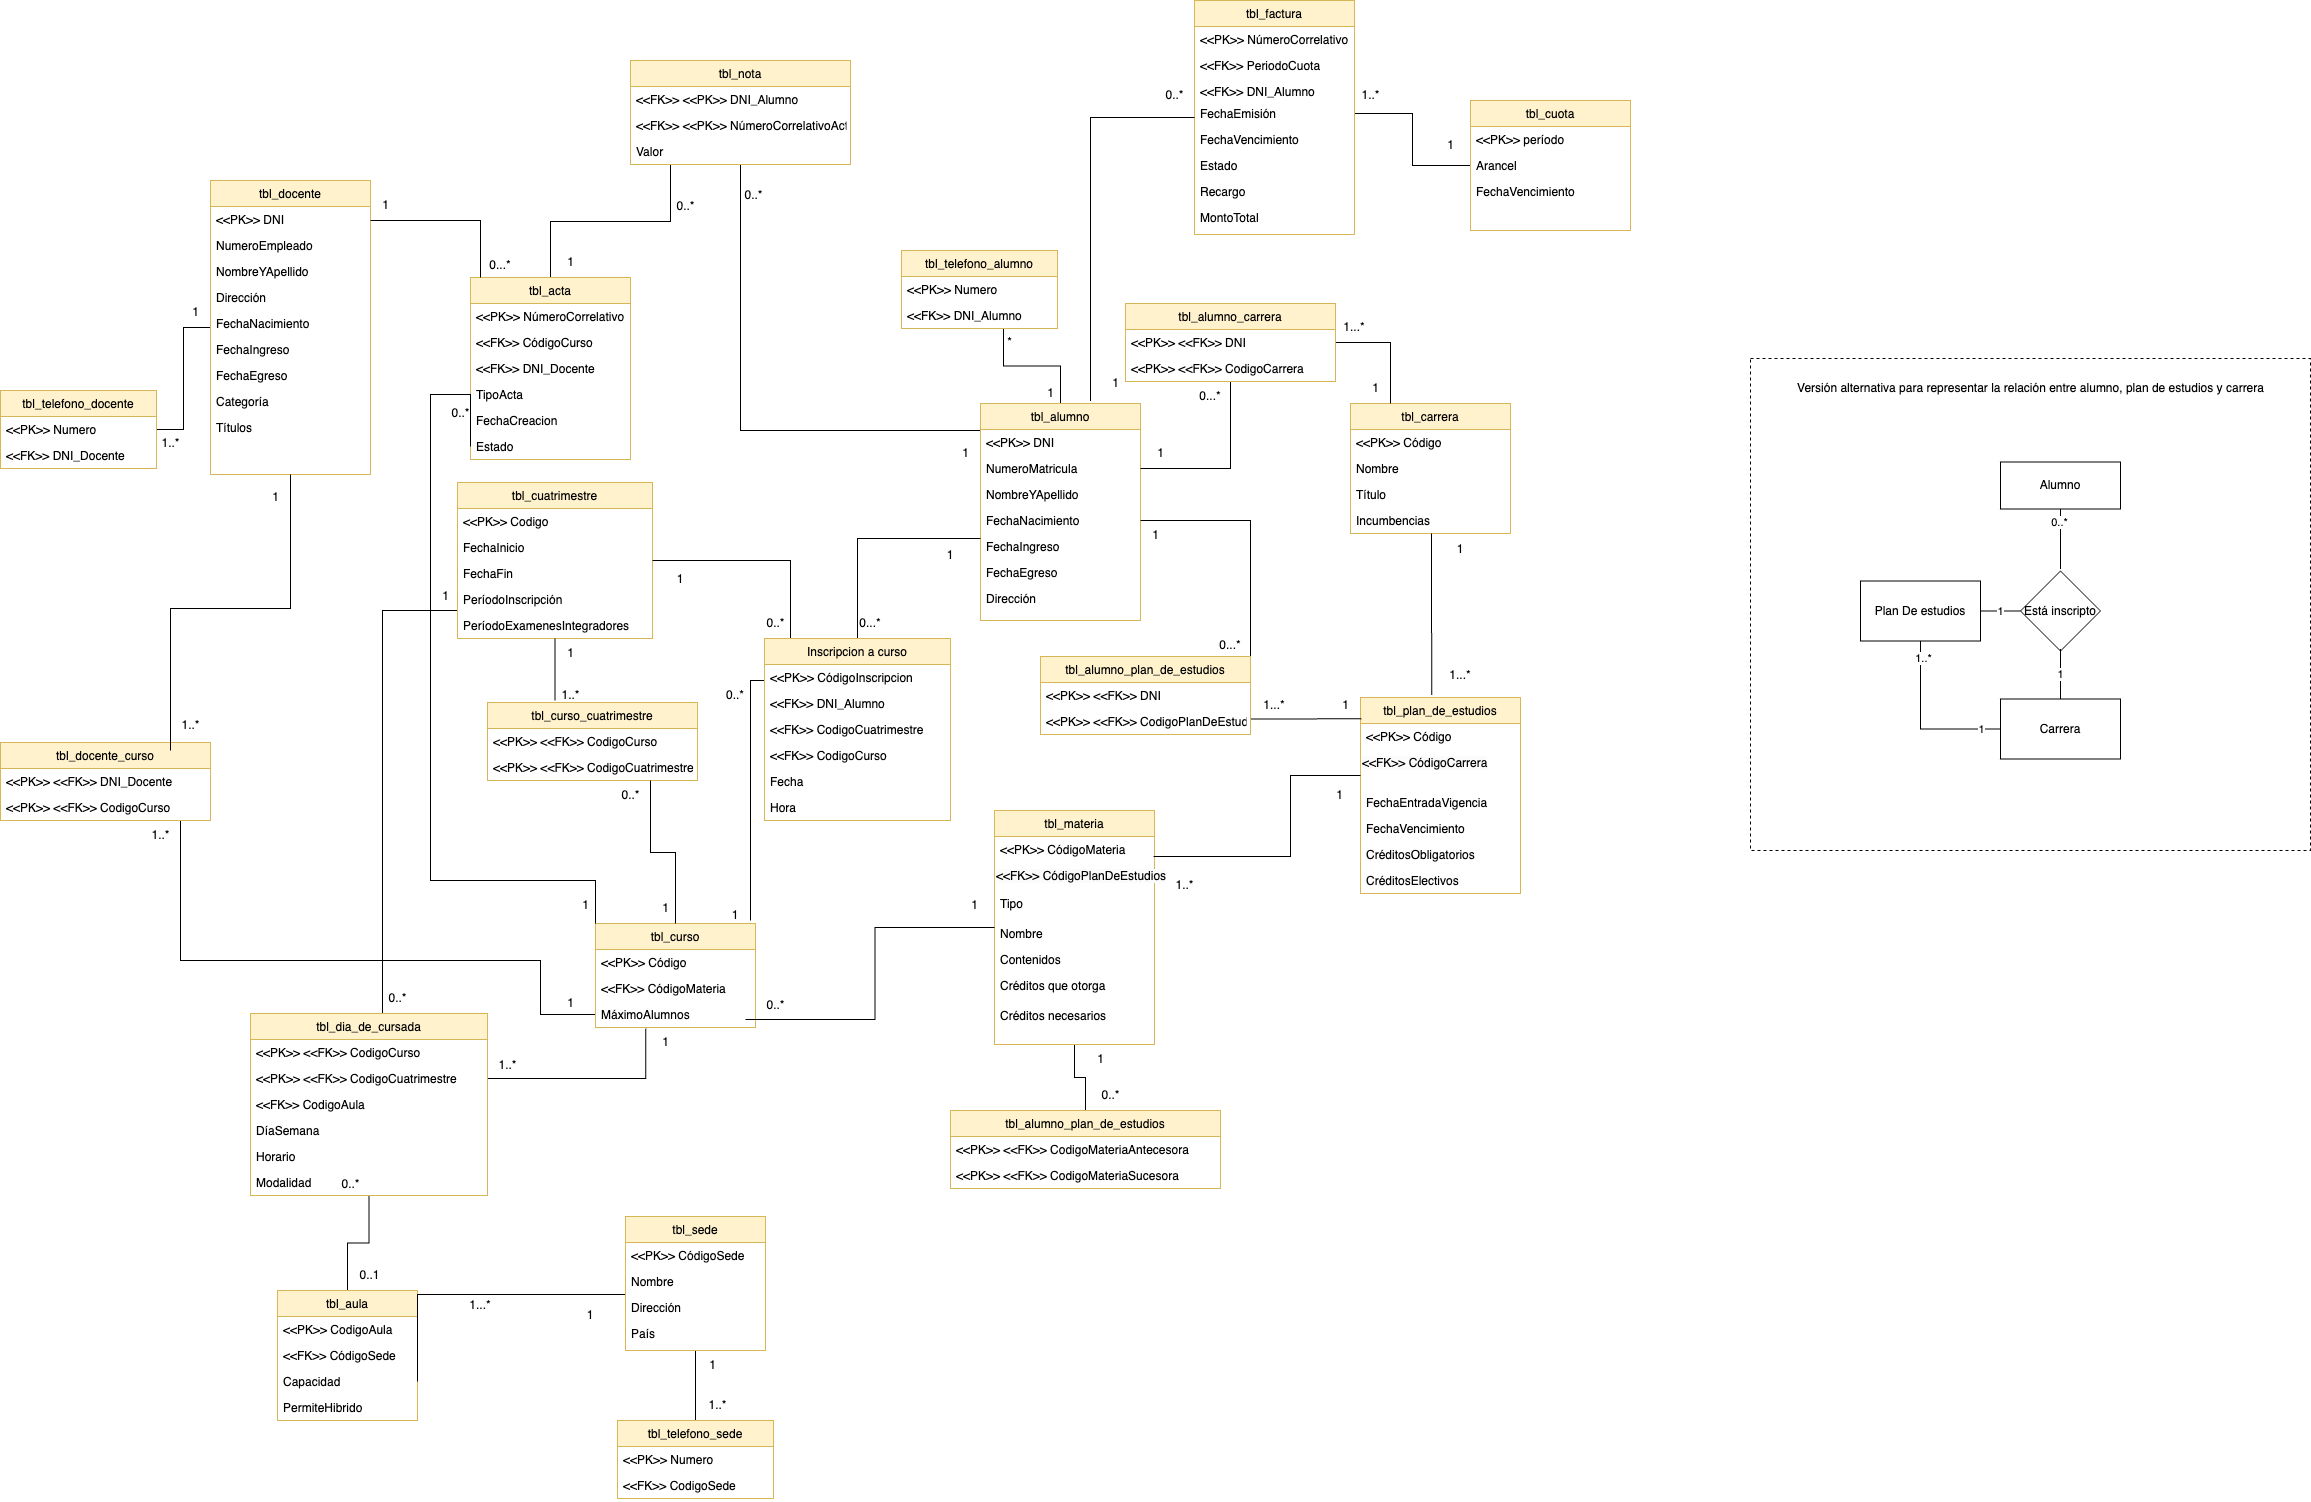 tbl_factura
<<PK>> NúmeroCorrelativo
<<FK>> PeriodoCuota
<<FK>> DNI_Alumno
FechaEmisión
FechaVencimiento
Estado
Recargo
MontoTotal
0..*
1..*
1
tbl_cuota
<<PK>> período
Arancel
FechaVencimiento
tbl_nota
<<FK>> <<PK>> DNI_Alumno
<<FK>> <<PK>> NúmeroCorrelativoAct
Valor
0..*
0..*
tbl_docente
<<PK>> DNI
NumeroEmpleado
NombreYApellido
Dirección
FechaNacimiento
FechaIngreso
FechaEgreso
Categoría
Títulos
1
0...*
1
1
1..*
1
tbl_telefono_docente
<<PK>> Numero
<<FK>> DNI_Docente
tbl_acta
<<PK>> NúmeroCorrelativo
<<FK>> CódigoCurso
<<FK>> DNI_Docente
TipoActa
FechaCreacion
Estado
0..*
tbl_telefono_alumno
<<PK>> Numero
<<FK>> DNI_Alumno
*
1
1
tbl_alumno_carrera
<<PK>> <<FK>> DNI
<<PK>> <<FK>> CodigoCarrera
1...*
1
0...*
1
tbl_alumno
<<PK>> DNI
NumeroMatricula
NombreYApellido
FechaNacimiento
FechaIngreso
FechaEgreso
Dirección
1
1
1
tbl_carrera
<<PK>> Código
Nombre
Título
Incumbencias
1
1...*
Versión alternativa para representar la relación entre alumno, plan de estudios y carrera
Alumno
0..*
Plan De estudios
1
Está inscripto
1..*
1
1
Carrera
tbl_cuatrimestre
<<PK>> Codigo
FechaInicio
FechaFin
PeríodoInscripción
PeríodoExamenesIntegradores
1
1
1
1..*
0..*
0...*
Inscripcion a curso
<<PK>> CódigoInscripcion
<<FK>> DNI_Alumno
<<FK>> CodigoCuatrimestre
<<FK>> CodigoCurso
Fecha
Hora
0..*
0...*
tbl_alumno_plan_de_estudios
<<PK>> <<FK>> DNI
<<PK>> <<FK>> CodigoPlanDeEstud
1...*
1
tbl_plan_de_estudios
<<PK>> Código
<<FK>> CódigoCarrera
FechaEntradaVigencia
FechaVencimiento
CréditosObligatorios
CréditosElectivos
1
1..*
tbl_curso_cuatrimestre
<<PK>> <<FK>> CodigoCurso
<<PK>> <<FK>> CodigoCuatrimestre
0..*
1..*
tbl_docente_curso
<<PK>> <<FK>> DNI_Docente
<<PK>> <<FK>> CodigoCurso
1..*
tbl_materia
<<PK>> CódigoMateria
<<FK>> CódigoPlanDeEstudios
Tipo
Nombre
Contenidos
Créditos que otorga
Créditos necesarios
1
1
1
1
tbl_curso
<<PK>> Código
<<FK>> CódigoMateria
MáximoAlumnos
1
0..*
1
1..*
0..*
tbl_dia_de_cursada
<<PK>> <<FK>> CodigoCurso
<<PK>> <<FK>> CodigoCuatrimestre
<<FK>> CodigoAula
DíaSemana
Horario
Modalidad
0..*
1
0..*
tbl_alumno_plan_de_estudios
<<PK>> <<FK>> CodigoMateriaAntecesora
<<PK>> <<FK>> CodigoMateriaSucesora
0..1
tbl_aula
<<PK>> CodigoAula
<<FK>> CódigoSede
Capacidad
PermiteHibrido
1...*
1
tbl_sede
<<PK>> CódigoSede
Nombre
Dirección
País
1
1..*
tbl_telefono_sede
<<PK>> Numero
<<FK>> CodigoSede